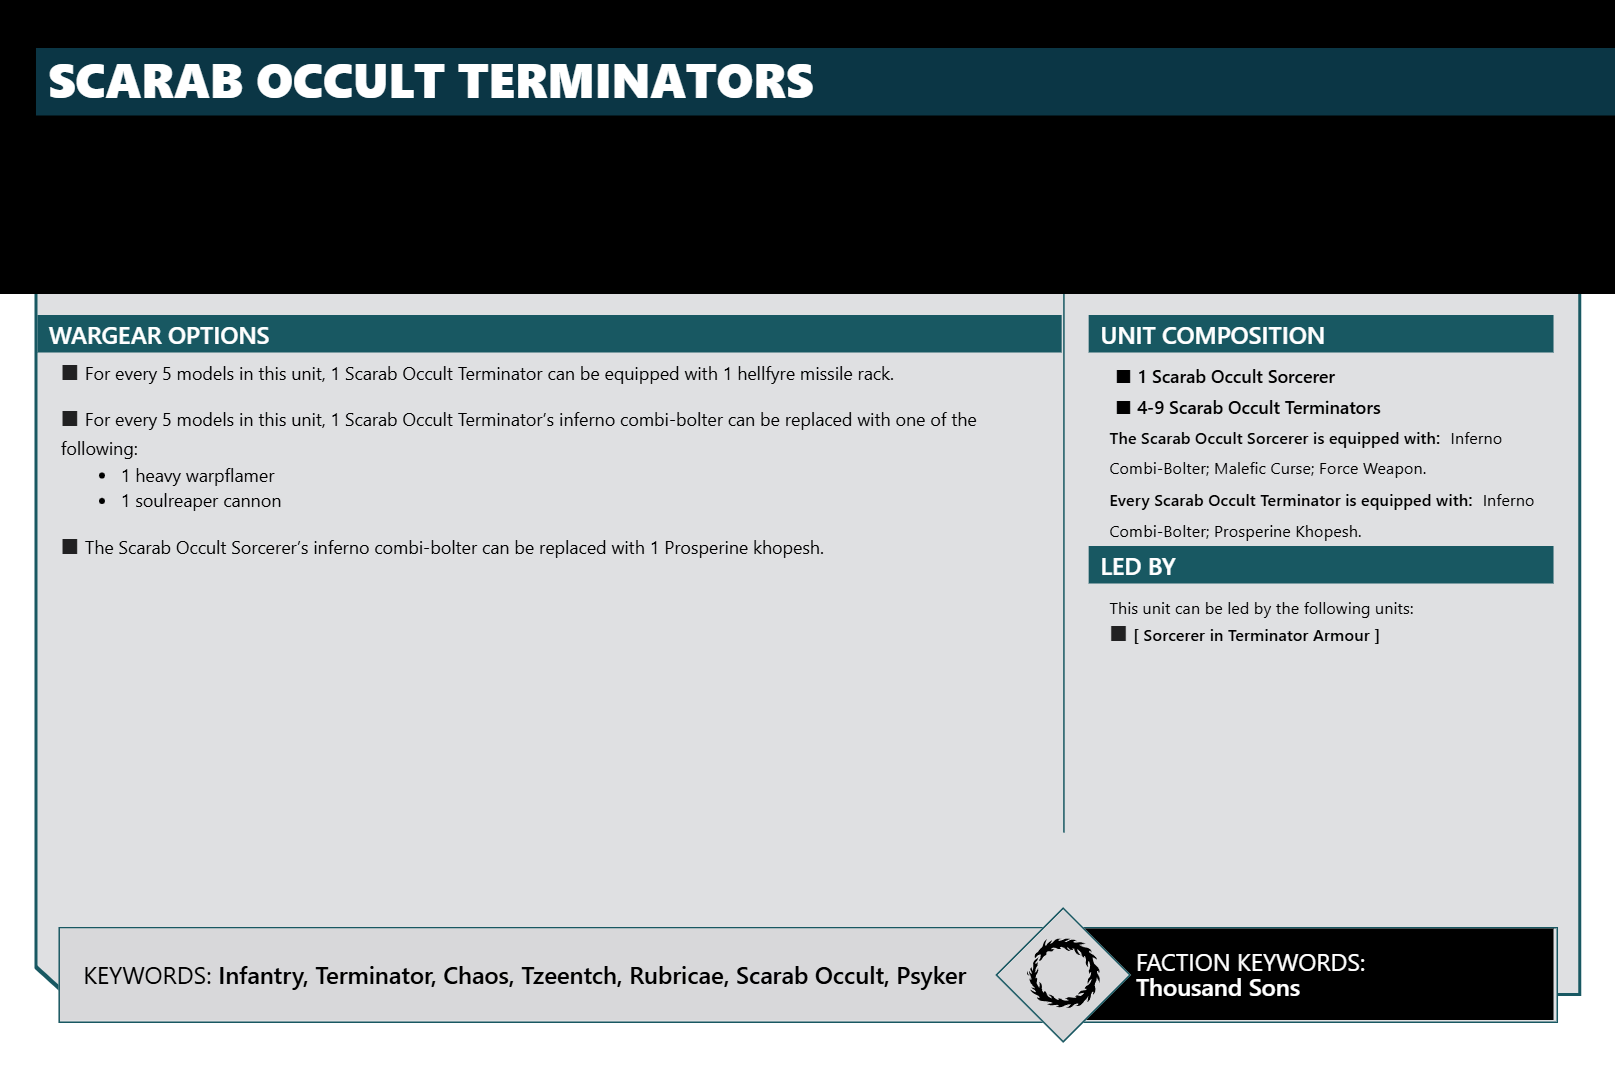 SCARAB OCCULT TERMINATORS
WARGEAR OPTIONS
■ For every 5 models in this unit, 1 Scarab Occult Terminator can be equipped with 1 hellfyre missile rack.
■ For every 5 models in this unit, 1 Scarab Occult Terminator’s inferno combi-bolter can be replaced with one of the
following:
• 1 heavy warpflamer
• 1 soulreaper cannon
■ The Scarab Occult Sorcerer’s inferno combi-bolter can be replaced with 1 Prosperine khopesh.
UNIT COMPOSITION
■ 1 Scarab Occult Sorcerer
■ 4-9 Scarab Occult Terminators
The Scarab Occult Sorcerer is equipped with: Inferno
Combi-Bolter; Malefic Curse; Force Weapon.
Every Scarab Occult Terminator is equipped with: Inferno
Combi-Bolter; Prosperine Khopesh.
LED BY
This unit can be led by the following units:
■ [ Sorcerer in Terminator Armour ]
KEYWORDS: Infantry, Terminator, Chaos, Tzeentch, Rubricae, Scarab Occult, Psyker
FACTION KEYWORDS:
Thousand Sons